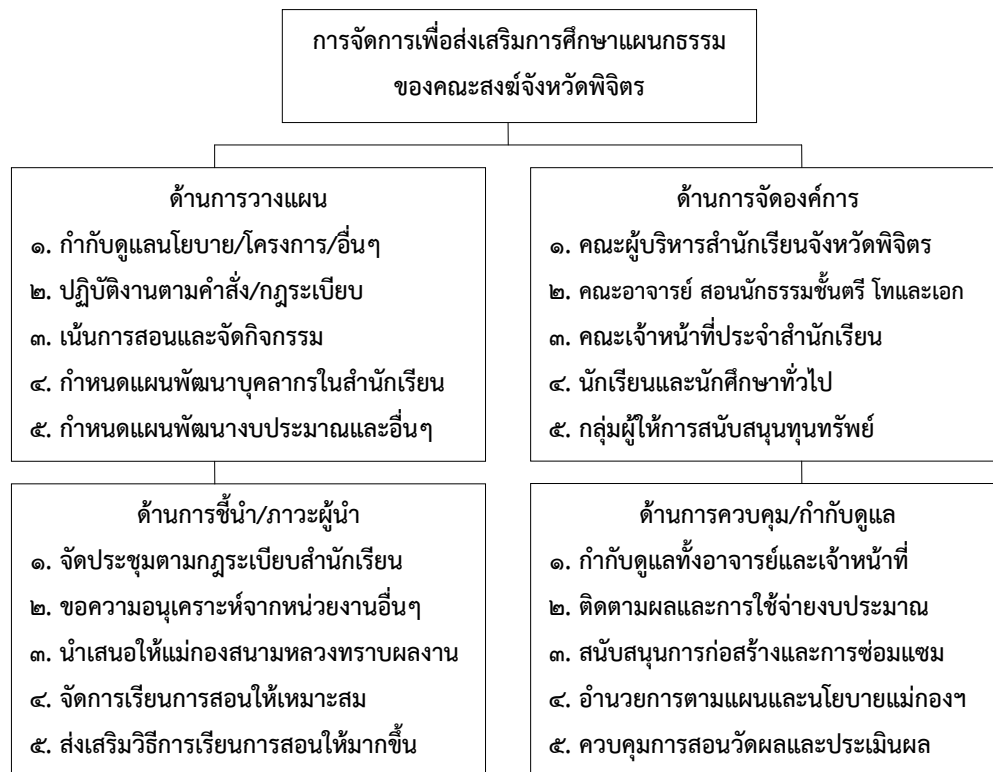 การจัดการเพื่อส่งเสริมการศึกษาแผนกธรรม
ของคณะสงฆ์จังหวัดพิจิตร
ด้านการวางแผน
๑. กำกับดูแลนโยบาย/โครงการ/อื่นๆ
๒. ปฏิบัติงานตามคำสั่ง/กฎระเบียบ
๓. เน้นการสอนและจัดกิจกรรม
๔. กำหนดแผนพัฒนาบุคลากรในสำนักเรียน
๕. กำหนดแผนพัฒนางบประมาณและอื่นๆ
ด้านการจัดองค์การ
๑. คณะผู้บริหารสำนักเรียนจังหวัดพิจิตร
๒. คณะอาจารย์ สอนนักธรรมชั้นตรี โทและเอก
๓. คณะเจ้าหน้าที่ประจำสำนักเรียน
๔. นักเรียนและนักศึกษาทั่วไป
๕. กลุ่มผู้ให้การสนับสนุนทุนทรัพย์
ด้านการชี้นำ/ภาวะผู้นำ
๑. จัดประชุมตามกฎระเบียบสำนักเรียน
๒. ขอความอนุเคราะห์จากหน่วยงานอื่นๆ
๓. นำเสนอให้แม่กองสนามหลวงทราบผลงาน
๔. จัดการเรียนการสอนให้เหมาะสม
๕. ส่งเสริมวิธีการเรียนการสอนให้มากขึ้น
ด้านการควบคุม/กำกับดูแล
๑. กำกับดูแลทั้งอาจารย์และเจ้าหน้าที่
๒. ติดตามผลและการใช้จ่ายงบประมาณ
๓. สนับสนุนการก่อสร้างและการซ่อมแซม
๔. อำนวยการตามแผนและนโยบายแม่กองฯ
๕. ควบคุมการสอนวัดผลและประเมินผล